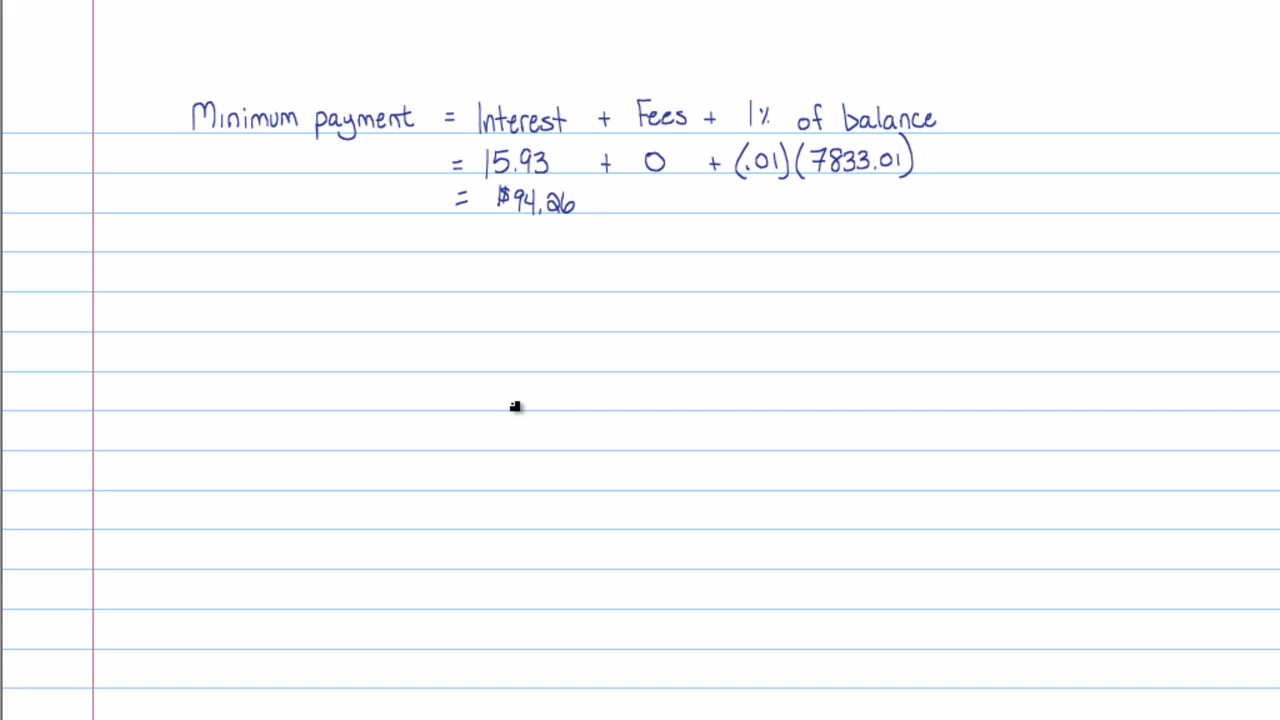 Minimum payment = Interest + Fees + 1% of balance
= 15.93 + 0 + (.01)(7833.01)
= $94.26